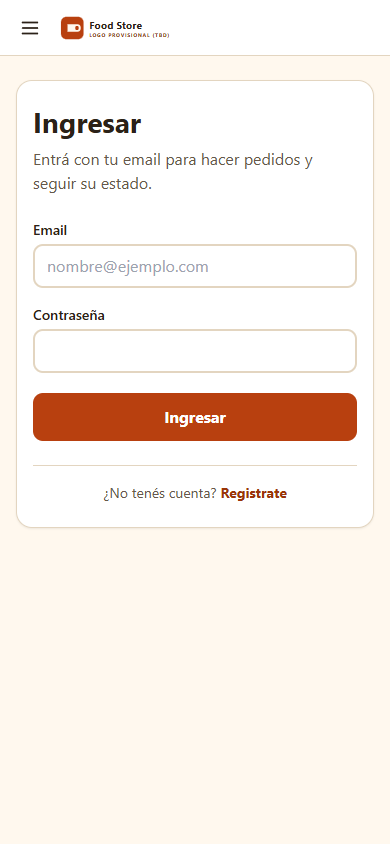 Food Store
LOGO PROVISIONAL (TBD)
Ingresar
Entrá con tu email para hacer pedidos y
seguir su estado.
Email
nombre@ejemplo.com
Contraseña
Ingresar
¿No tenés cuenta? Registrate